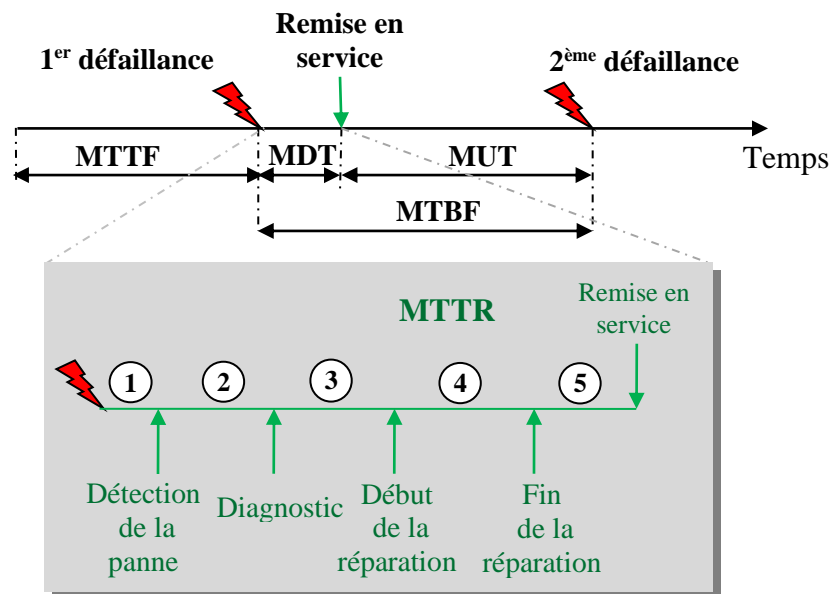 Remise en
service
1er défaillance
2ème défaillance
Temps
MTTF
MDT
MUT
MTBF
MTTR
Remise en
service
1
2
3
4
5
Détection
de la
panne
Diagnostic
Début
de la
réparation
Fin
de la
réparation